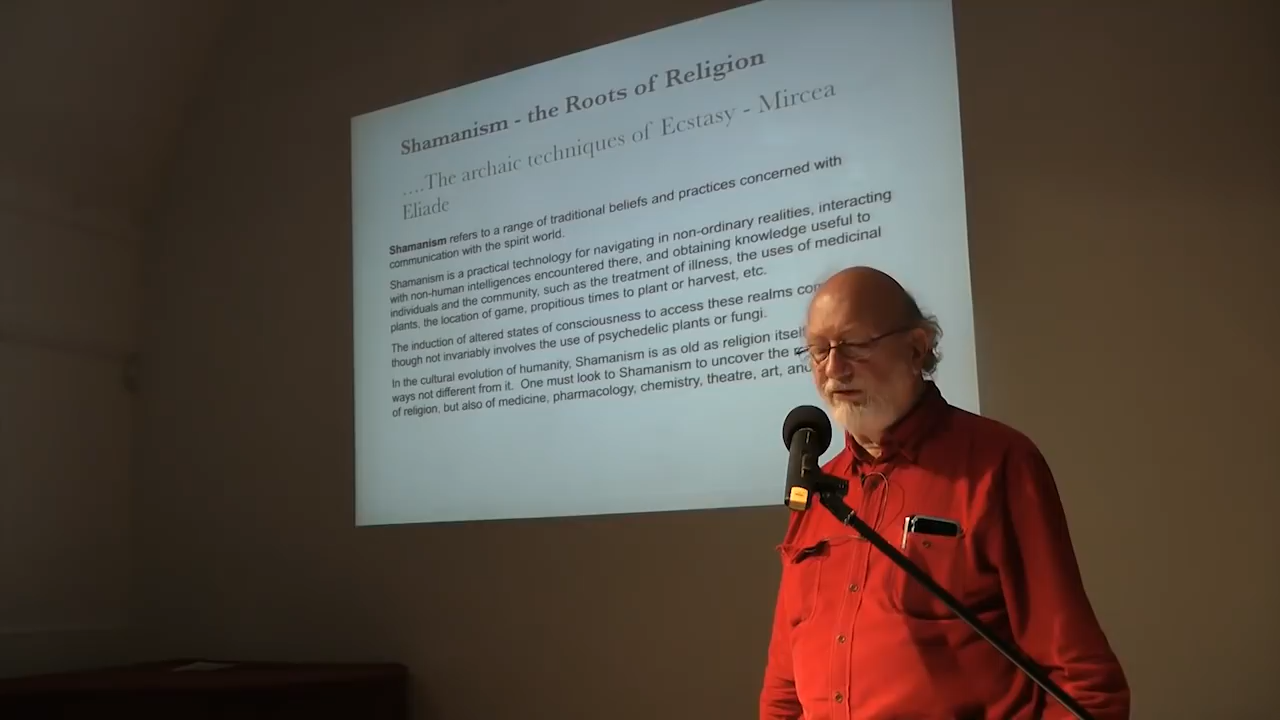 Shamanism - the Roots of Religion
....The archaic techniques of Ecstasy - Mircea
Eliade
Shamanism refers to a range of traditional beliefs and practices concerned with
communication with the spirit world.
Shamanism is a practical technology for navigating in non-ordinary realities, interacting
with non-human intelligences encountered there, and obtaining knowledge useful to
individuals and the community, such as the treatment of illness, the uses of medicinal
plants, the location of game, propitious times to plant or harvest, etc.
The induction of altered states of consciousness to access these realms
though not invariably involves the use of psychedelic plants or fungi.
In the cultural evolution of humanity, Shamanism is as old as religion itself
ways not different from it. One must look to Shamanism to uncover the
of religion, but also of medicine, pharmacology, chemistry, theatre, art, and